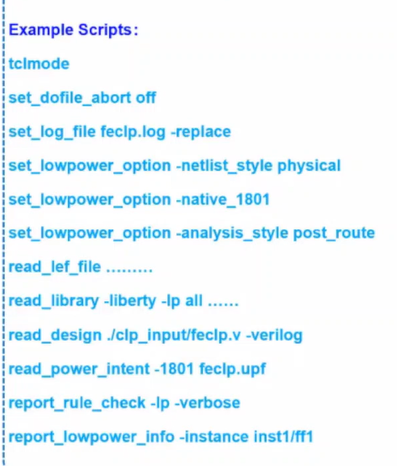 Example Scripts:
tclmode
set_dofile_abort off
set_log_file feclp.log -replace
set_lowpower_option -netlist_style physical
set_lowpower_option -native_1801
set_lowpower_option -analysis_style post_route
read_lef_file ………
read_library -liberty -lp all ……
read_design ./clp_input/feclp.v -verilog
read_power_intent -1801 feclp.upf
report_rule_check -lp -verbose
report_lowpower_info -instance inst1/ff1